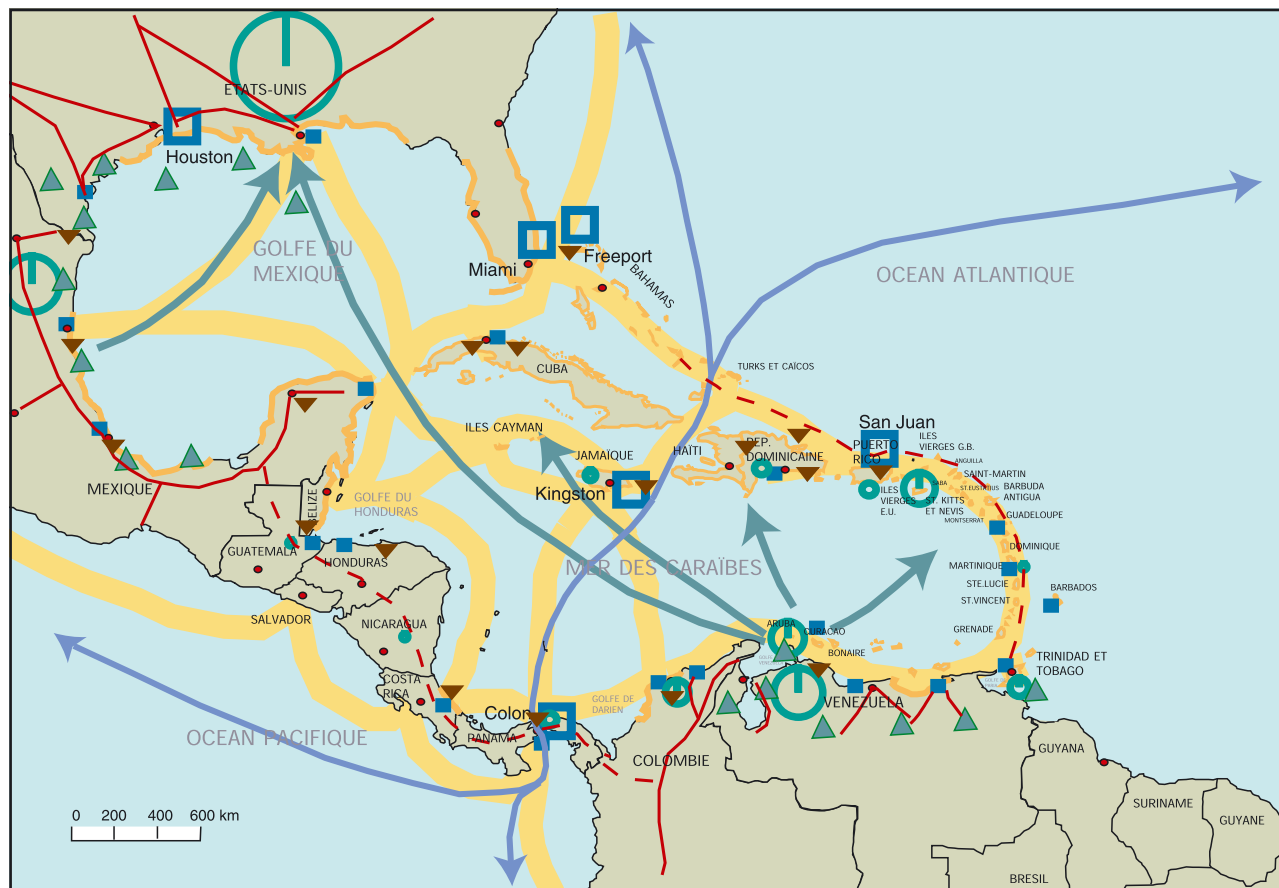 ETATS-UNIS
Houston
GOLFE DU
MEXIQUE
Miami
Freeport
BAHAMAS
OCEAN ATLANTIQUE
TURKS ET CAÏCOS
CUBA
ILES CAYMAN
JAMAÏQUE
Kingston
HAÏTI
REP.
DOMINICAINE
San Juan
PUERTO
RICO
ILES
VIERGES G.B.
ANGUILLA
SAINT-MARTIN
SABA
ST.EUSTATIUS
BARBUDA
ANTIGUA
ILES
VIERGES
E.U.
ST. KITTS
ET NEVIS
MONTSERRAT
GUADELOUPE
DOMINIQUE
MARTINIQUE
STE.LUCIE
ST.VINCENT
BARBADOS
GRENADE
TRINIDAD ET
TOBAGO
MEXIQUE
BELIZE
GOLFE DU
HONDURAS
GUATEMALA
HONDURAS
MER DES CARAÏBES
SALVADOR
NICARAGUA
ARUBA
CURACAO
BONAIRE
COSTA
RICA
Colon
PANAMA
GOLFE DE
DARIEN
VENEZUELA
OCEAN PACIFIQUE
COLOMBIE
GUYANA
SURINAME
GUYANE
BRESIL
0 200 400 600 km